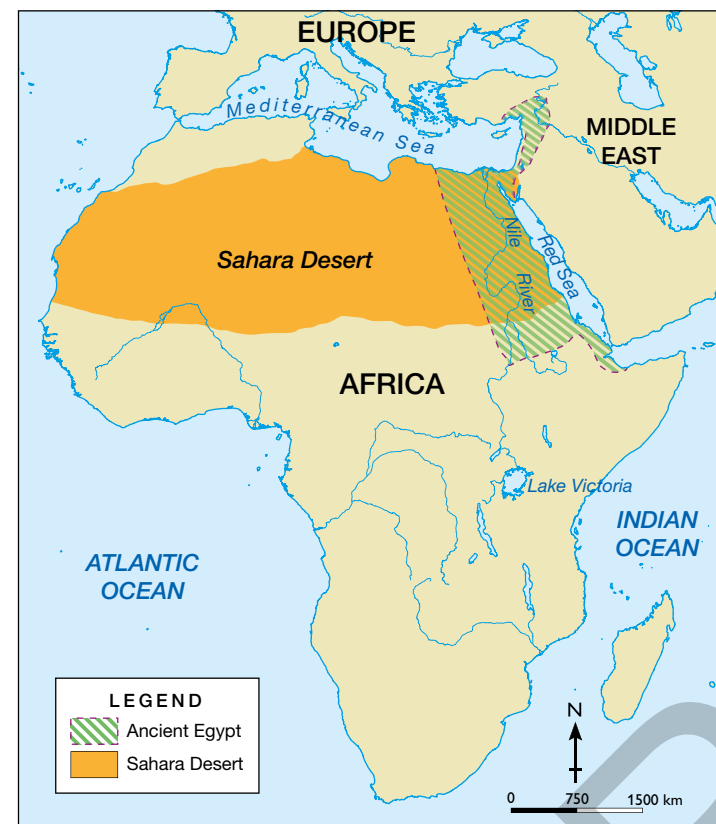 EUROPE
Mediterranean Sea
MIDDLE
EAST
Sahara Desert
Nile
River
Red Sea
AFRICA
Lake Victoria
INDIAN
OCEAN
ATLANTIC
OCEAN
LEGEND
Ancient Egypt
Sahara Desert
N
0 750 1500 km